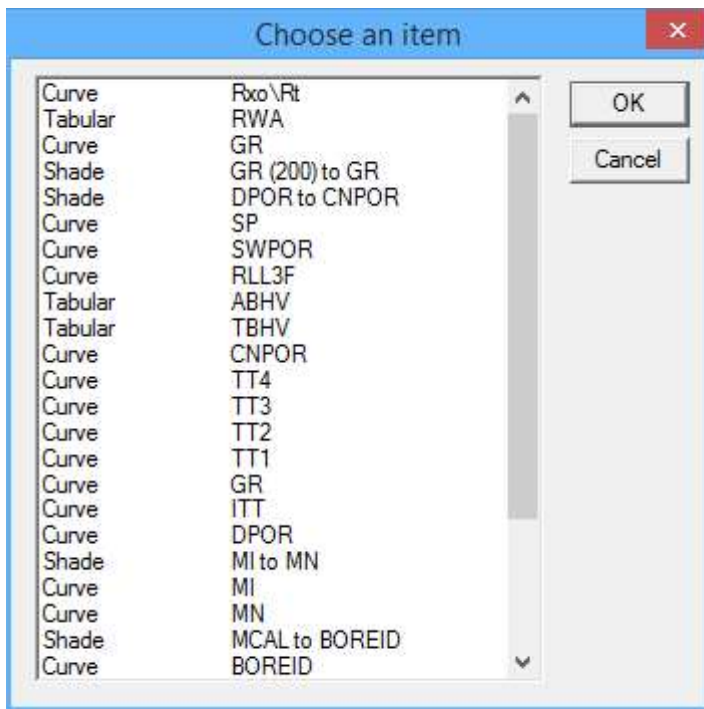 Choose an item
Curve Rxo\Rt
Tabular RWA
Curve GR
Shade GR (200) to GR
Shade DPOR to CNPOR
Curve SP
Curve SWPOR
Curve RLL3F
Tabular ABHV
Tabular TBHV
Curve CNPOR
Curve TT4
Curve TT3
Curve TT2
Curve TT1
Curve GR
Curve ITT
Curve DPOR
Shade MI to MN
Curve MI
Curve MN
Shade MCAL to BOREID
Curve BOREID
OK
Cancel